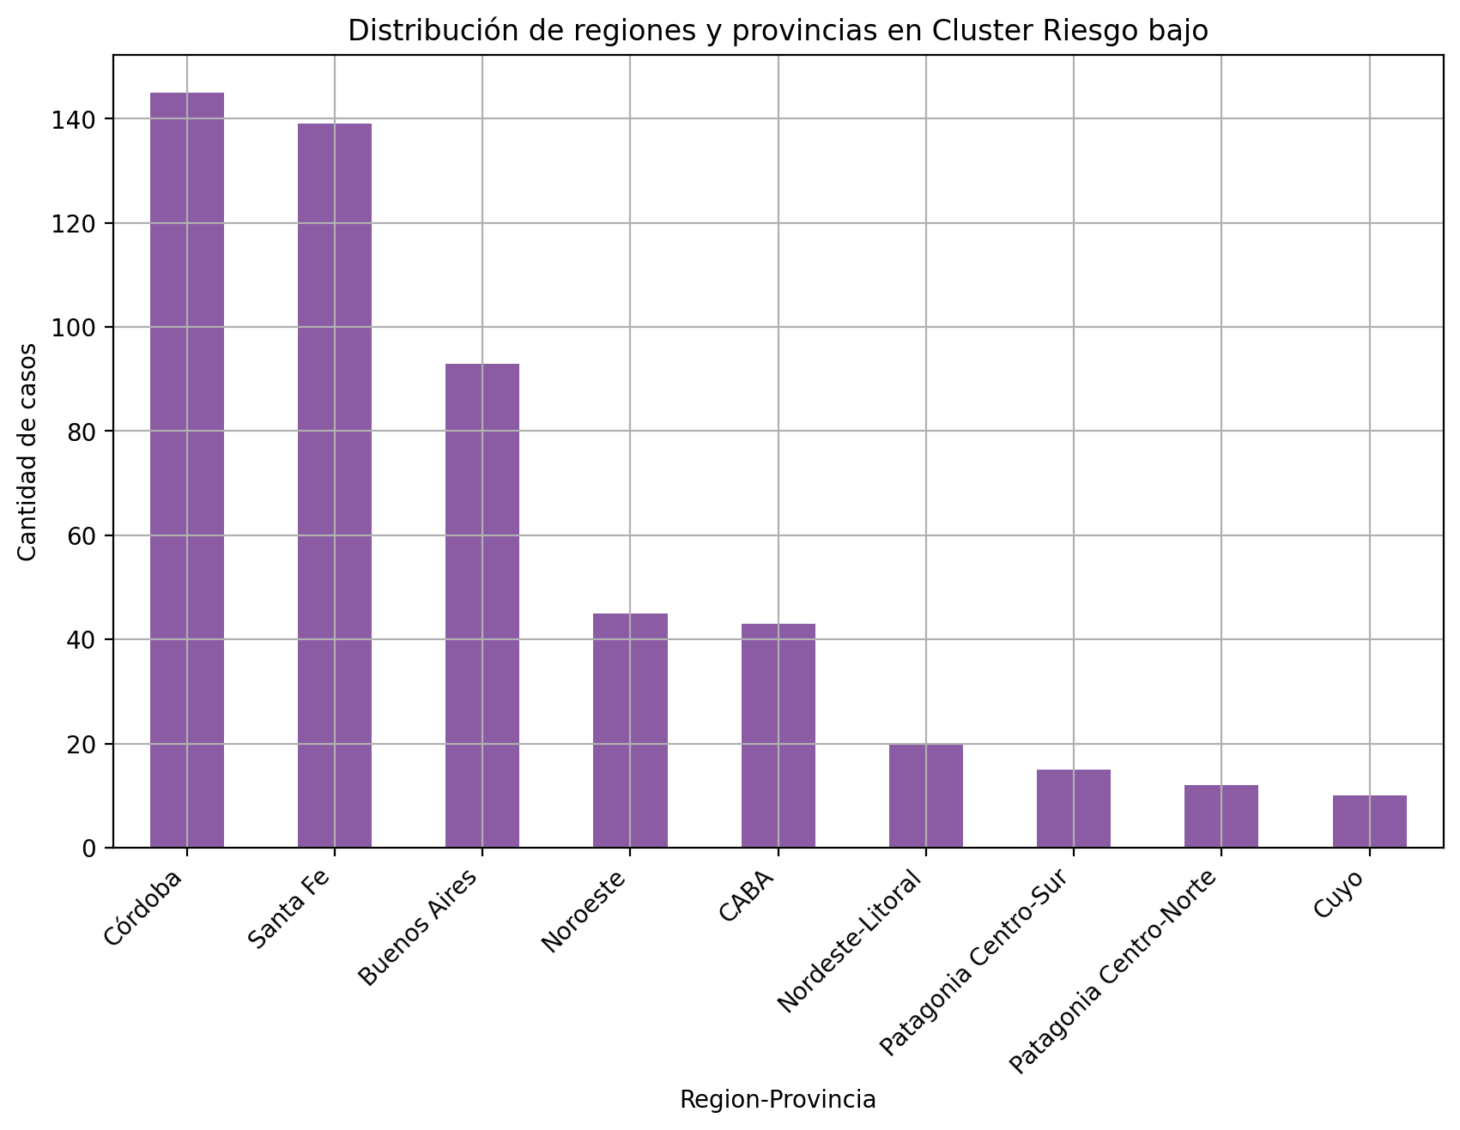 Distribución de regiones y provincias en Cluster Riesgo bajo
Cantidad de casos
140
120
100
80
60
40
20
0
Córdoba
Santa Fe
Buenos Aires
Noroeste
CABA
Nordeste-Litoral
Patagonia Centro-Sur
Patagonia Centro-Norte
Cuyo
Region-Provincia